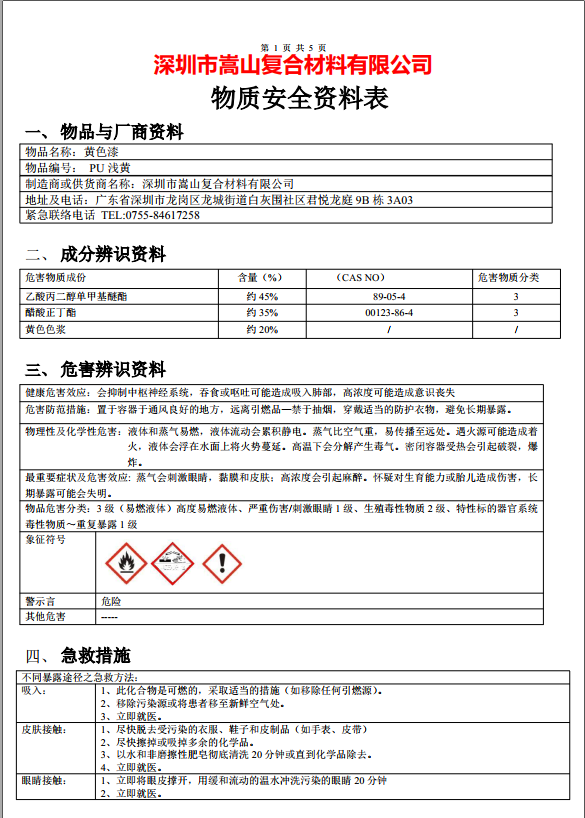 第 1 页 共 5 页
深圳市嵩山复合材料有限公司
物质安全资料表
一、 物品与厂商资料
物品名称：黄色漆
物品编号： PU 浅黄
制造商或供货商名称：深圳市嵩山复合材料有限公司
地址及电话：广东省深圳市龙岗区龙城街道白灰围社区君悦龙庭 9B 栋 3A03
紧急联络电话 TEL:0755-84617258
二、 成分辨识资料
危害物质成份 含量（%） （CAS NO） 危害物质分类
乙酸丙二醇单甲基醚酯 约 45% 89-05-4 3
醋酸正丁酯 约 35% 00123-86-4 3
黄色色浆 约 20% / /
三、 危害辨识资料
健康危害效应：会抑制中枢神经系统，吞食或呕吐可能造成吸入肺部，高浓度可能造成意识丧失
危害防范措施：置于容器于通风良好的地方，远离引燃品—禁于抽烟，穿戴适当的防护衣物，避免长期暴露。
物理性及化学性危害：液体和蒸气易燃，液体流动会累积静电。蒸气比空气重，易传播至远处。遇火源可能造成着
火，液体会浮在水面上将火势蔓延。高温下会分解产生毒气。密闭容器受热会引起破裂，爆
炸。
最重要症状及危害效应: 蒸气会刺激眼睛，黏膜和皮肤；高浓度会引起麻醉。怀疑对生育能力或胎儿造成伤害，长
期暴露可能会失明。
物品危害分类：3 级（易燃液体）高度易燃液体、严重伤害/刺激眼睛 1 级、生殖毒性物质 2 级、特性标的器官系统
毒性物质～重复暴露 1 级
象征符号
警示言 危险
其他危害 -----
四、 急救措施
不同暴露途径之急救方法:
吸入： 1、此化合物是可燃的，采取适当的措施（如移除任何引燃源）。
2、移除污染源或将患者移至新鲜空气处。
3、立即就医。
皮肤接触： 1、尽快脱去受污染的衣服、鞋子和皮制品（如手表、皮带）
2、尽快擦掉或吸掉多余的化学品。
3、以水和非磨擦性肥皂彻底清洗 20 分钟或直到化学品除去。
4、立即就医。
眼睛接触： 1、立即将眼皮撑开，用缓和流动的温水冲洗污染的眼睛 20 分钟
2、立即就医。